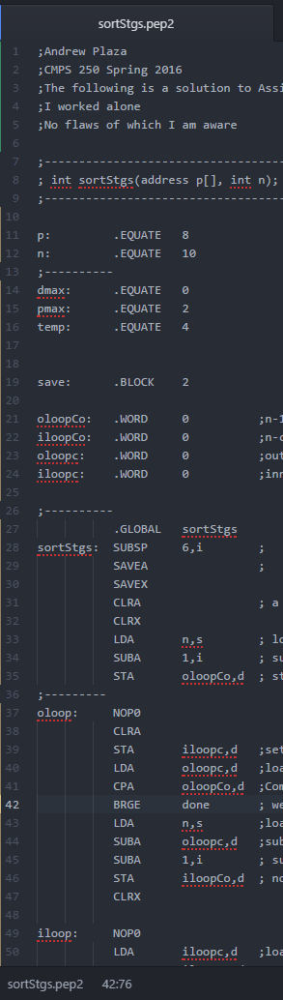 sortStgs.pep2
1 ;Andrew Plaza
2 ;CMPS 250 Spring 2016
3 ;The following is a solution to Assi
4 ;I worked alone
5 ;No flaws of which I am aware
6
7 ;-----------------------------------
8 ; int sortStgs(address p[], int n);
9 ;-----------------------------------
10
11 p: .EQUATE 8
12 n: .EQUATE 10
13 ;----------
14 dmax: .EQUATE 0
15 pmax: .EQUATE 2
16 temp: .EQUATE 4
17
18
19 save: .BLOCK 2
20
21 oloopCo: .WORD 0 ;n-1
22 iloopCo: .WORD 0 ;n-c
23 oloopc: .WORD 0 ;out
24 iloopc: .WORD 0 ;inn
25
26 ;----------
27 .GLOBAL sortStgs
28 sortStgs: SUBSP 6,i ;
29 SAVEA ;
30 SAVEX
31 CLRA ; a
32 CLRX
33 LDA n,s ; lo
34 SUBA 1,i ; su
35 STA oloopCo,d ; st
36 ;---------
37 oloop: NOP0
38 CLRA
39 STA iloopc,d ;set
40 LDA oloopc,d ;loa
41 CPA oloopCo,d ;Com
42 BRGE done ; we
43 LDA n,s ;loa
44 SUBA oloopc,d ;sub
45 SUBA 1,i ; su
46 STA iloopCo,d ; no
47 CLRX
48
49 iloop: NOP0
50 LDA iloopc,d ;loa
sortStgs.pep2 42:76